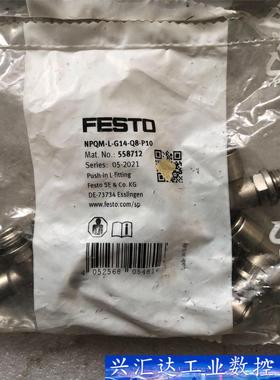 FESTO
NPQM-L-G14-Q8-P10
Mat. No.: 558712
Series: 05-2021
Push-in L-fitting
Festo SE & Co. KG
DE-73734 Esslingen
www.festo.com/sp
兴汇达工业数控